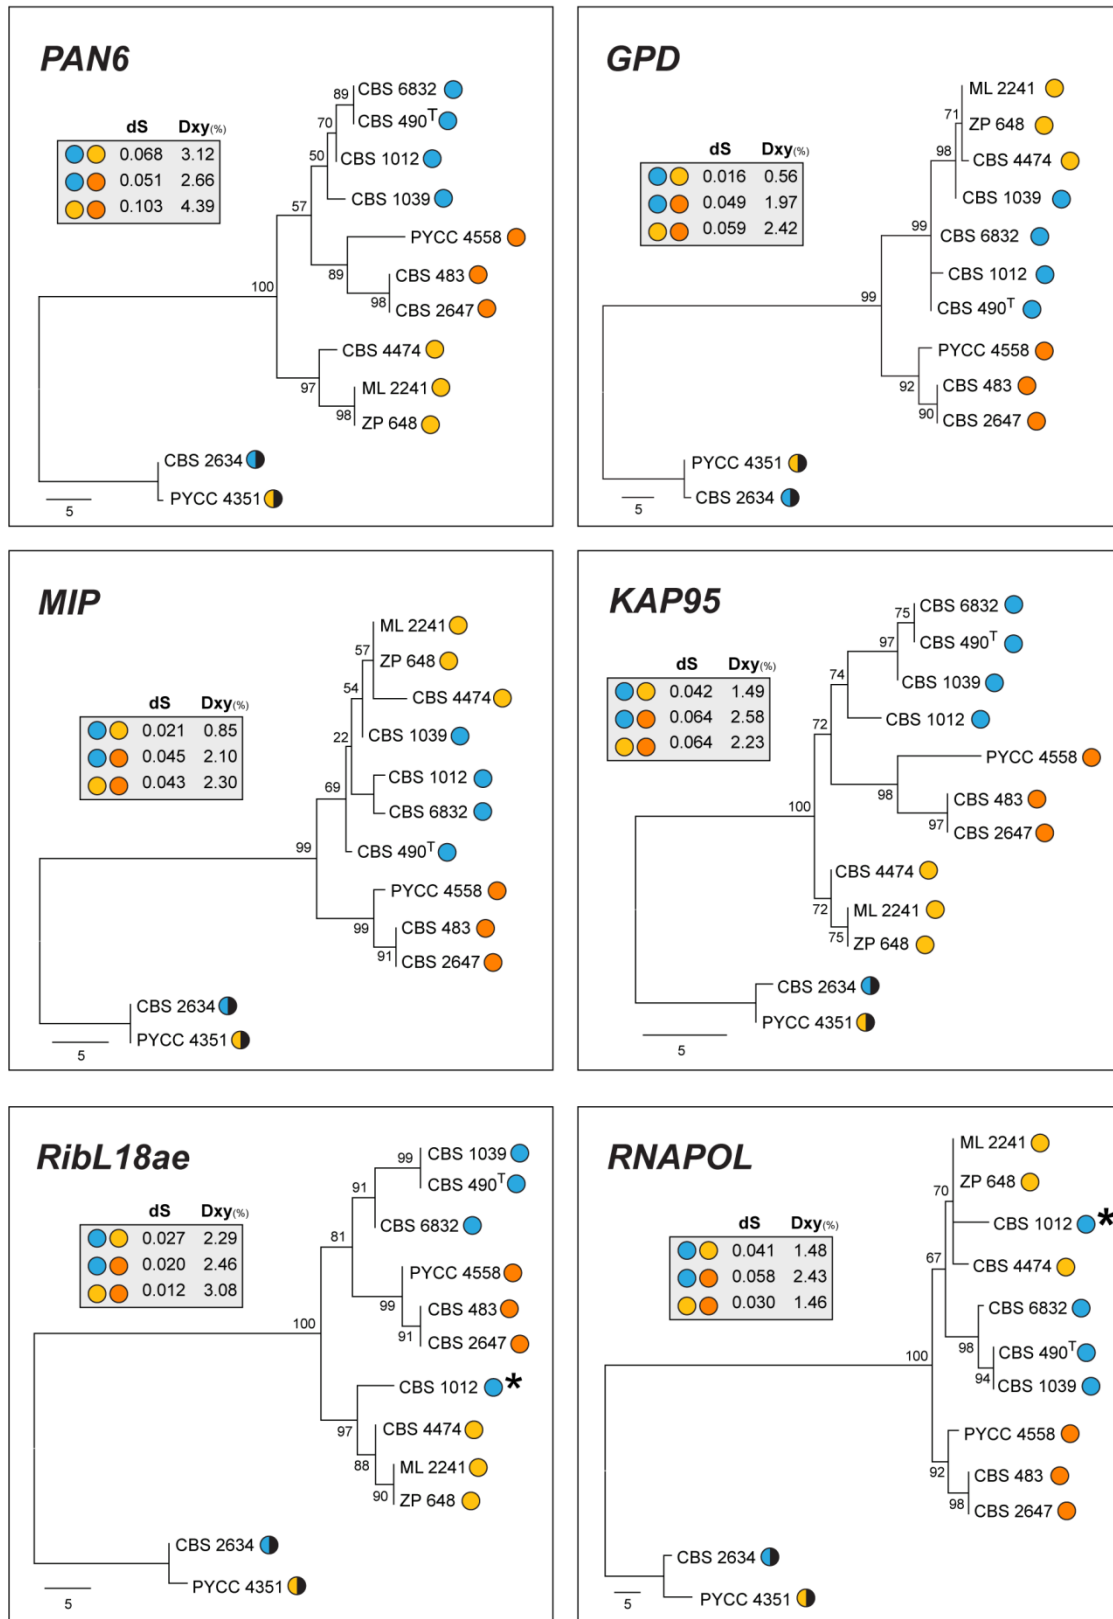 PAN6
dS Dxy(%)
0.068 3.12
0.051 2.66
0.103 4.39
89
CBS 6832
CBS 490T
70
50
CBS 1012
CBS 1039
57
PYCC 4558
89
CBS 483
98
CBS 2647
100
CBS 4474
97
ML 2241
98
ZP 648
CBS 2634
PYCC 4351
5
GPD
dS Dxy(%)
0.016 0.56
0.049 1.97
0.059 2.42
ML 2241
71
ZP 648
98
CBS 4474
CBS 1039
99
CBS 6832
CBS 1012
CBS 490T
99
PYCC 4558
92
CBS 483
90
CBS 2647
PYCC 4351
CBS 2634
5
MIP
dS Dxy(%)
0.021 0.85
0.045 2.10
0.043 2.30
ML 2241
57
ZP 648
54
CBS 4474
CBS 1039
22
CBS 1012
69
CBS 6832
CBS 490T
99
PYCC 4558
99
CBS 483
91
CBS 2647
CBS 2634
PYCC 4351
5
KAP95
dS Dxy(%)
0.042 1.49
0.064 2.58
0.064 2.23
CBS 6832
75
97
CBS 490T
74
CBS 1039
CBS 1012
72
PYCC 4558
98
CBS 483
97
CBS 2647
100
CBS 4474
72
ML 2241
75
ZP 648
CBS 2634
PYCC 4351
5
RibL18ae
dS Dxy(%)
0.027 2.29
0.020 2.46
0.012 3.08
CBS 1039
99
CBS 490T
91
CBS 6832
81
PYCC 4558
99
CBS 483
91
CBS 2647
100
CBS 1012 *
97
CBS 4474
88
ML 2241
90
ZP 648
CBS 2634
PYCC 4351
5
RNAPOL
dS Dxy(%)
0.041 1.48
0.058 2.43
0.030 1.46
ML 2241
70
ZP 648
CBS 1012 *
67
CBS 4474
CBS 6832
98
CBS 490T
94
CBS 1039
100
PYCC 4558
92
CBS 483
98
CBS 2647
CBS 2634
PYCC 4351
5